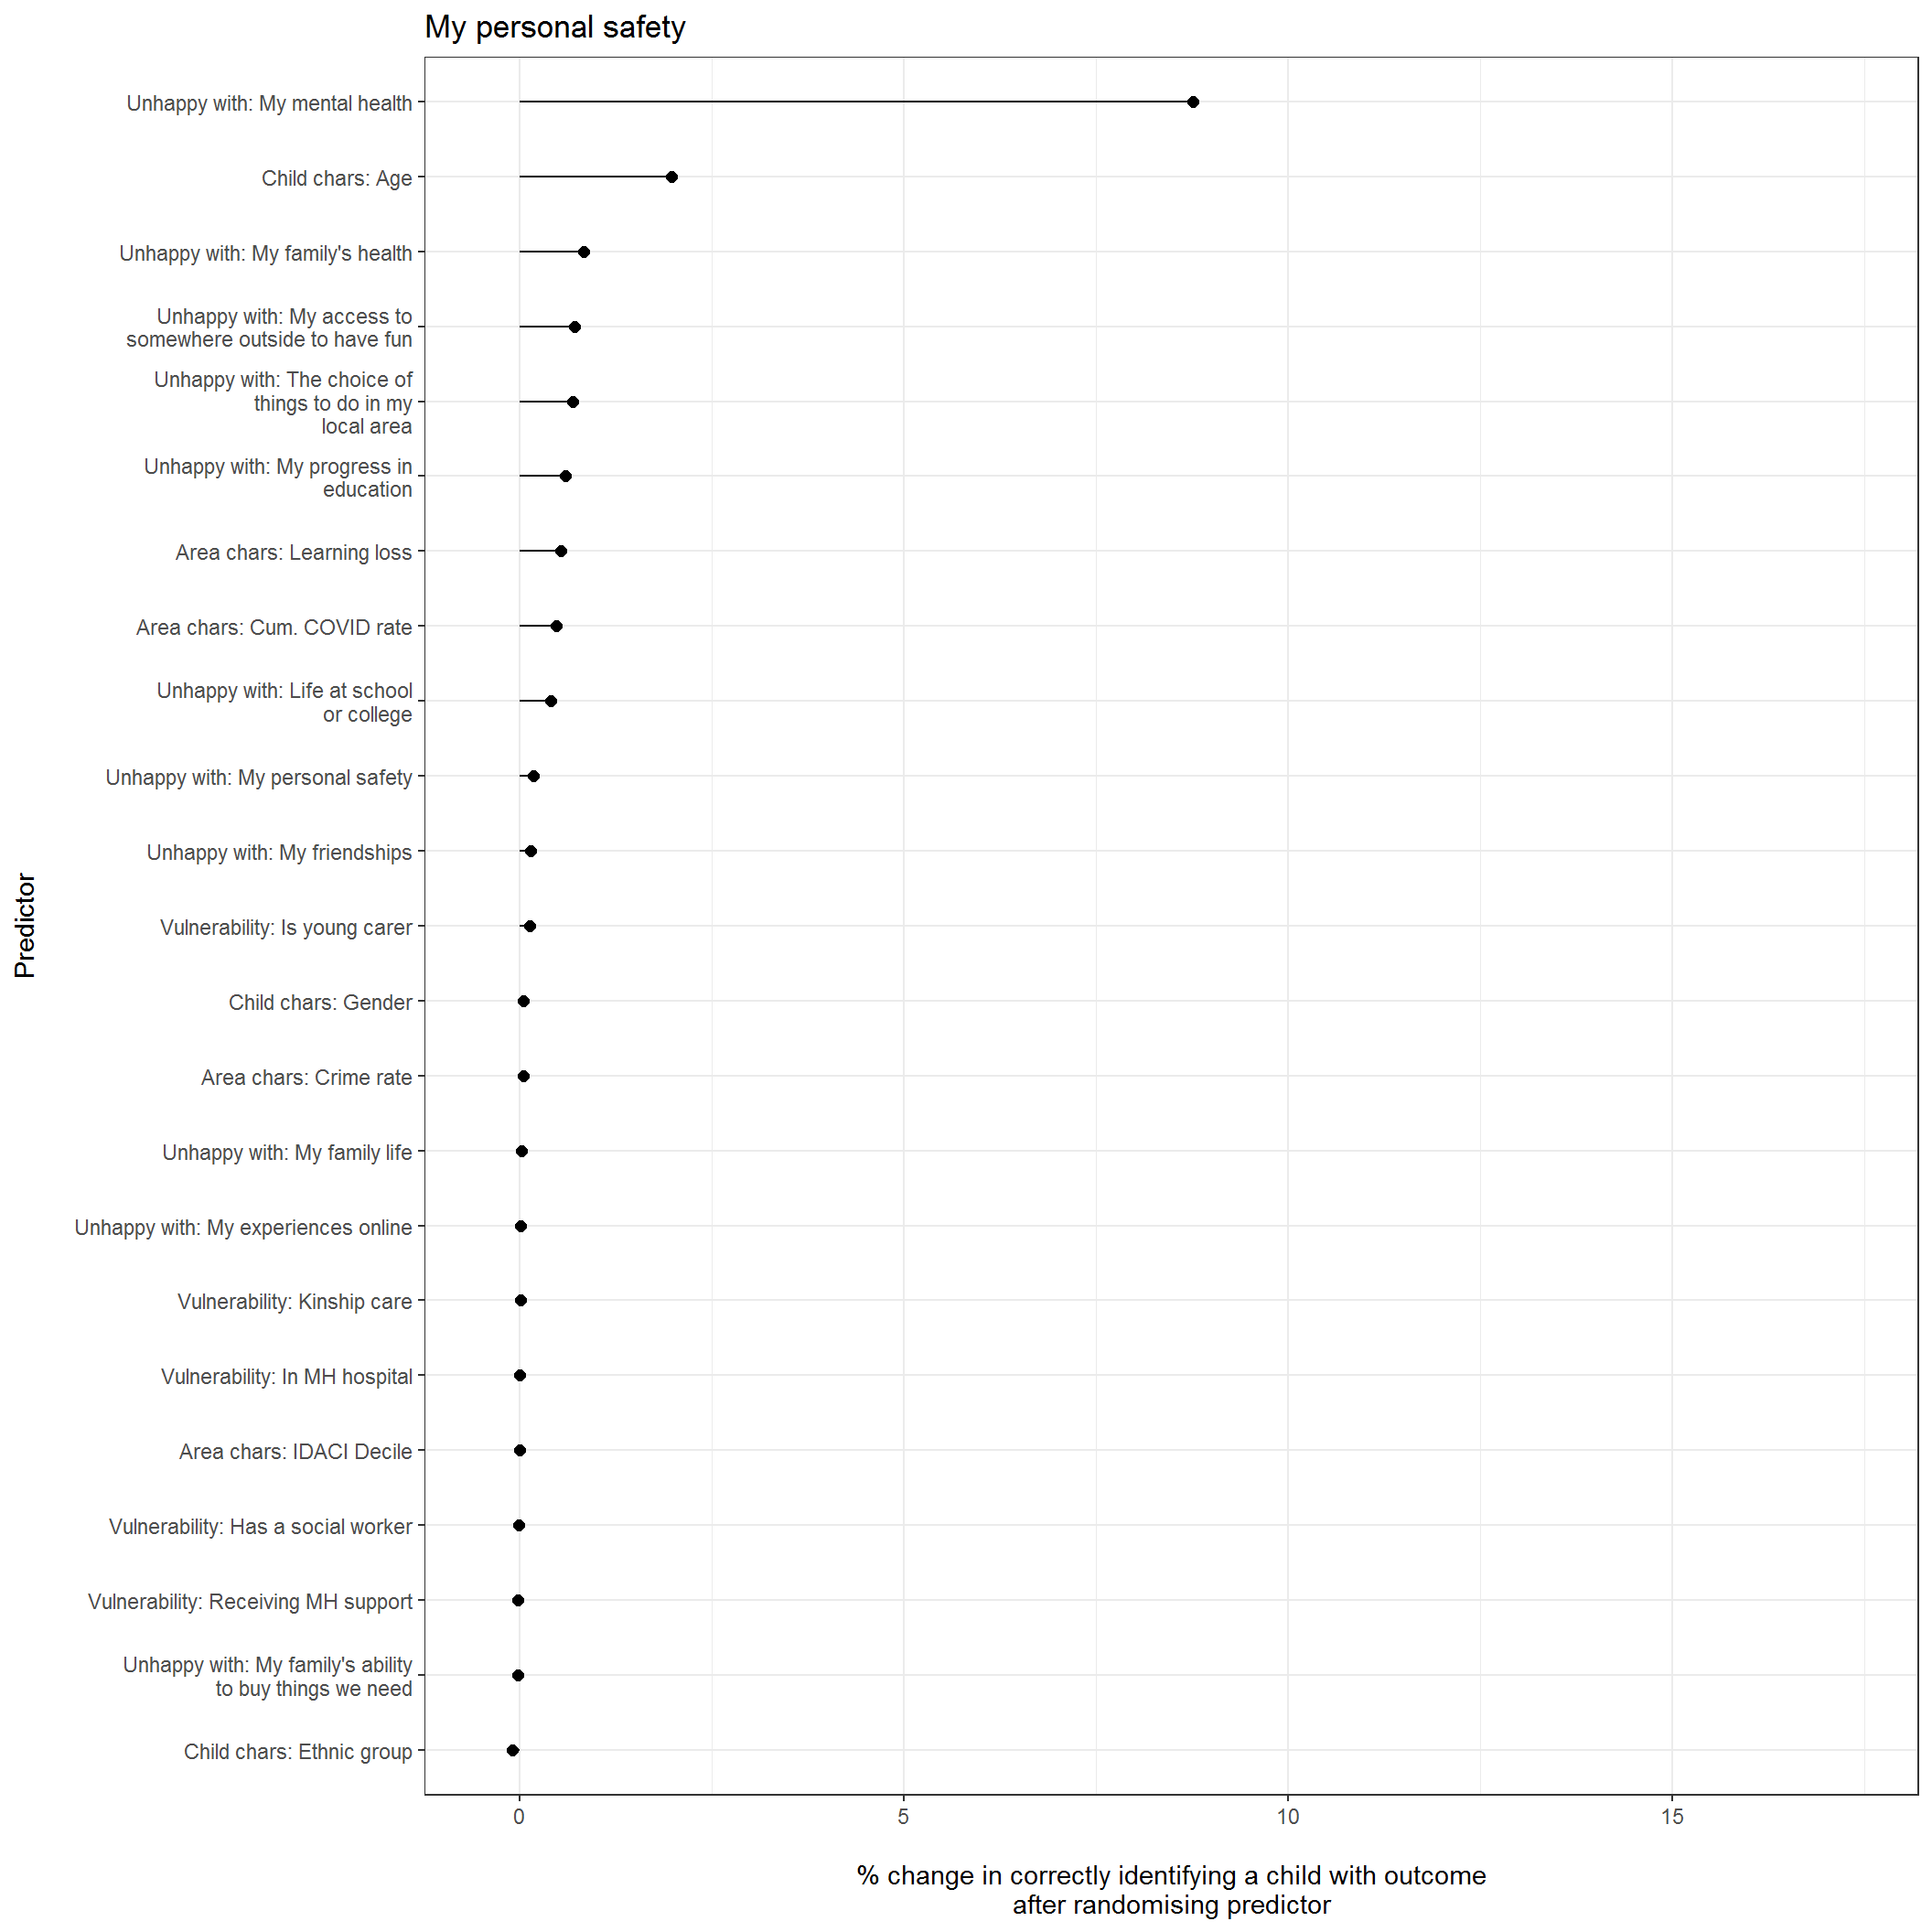 My personal safety
Unhappy with: My mental health
Child chars: Age
Unhappy with: My family's health
Unhappy with: My access to
somewhere outside to have fun
Unhappy with: The choice of
things to do in my
local area
Unhappy with: My progress in
education
Area chars: Learning loss
Area chars: Cum. COVID rate
Unhappy with: Life at school
or college
Unhappy with: My personal safety
Unhappy with: My friendships
Vulnerability: Is young carer
Child chars: Gender
Area chars: Crime rate
Unhappy with: My family life
Unhappy with: My experiences online
Vulnerability: Kinship care
Vulnerability: In MH hospital
Area chars: IDACI Decile
Vulnerability: Has a social worker
Vulnerability: Receiving MH support
Unhappy with: My family's ability
to buy things we need
Child chars: Ethnic group
Predictor
0 5 10 15
% change in correctly identifying a child with outcome
after randomising predictor